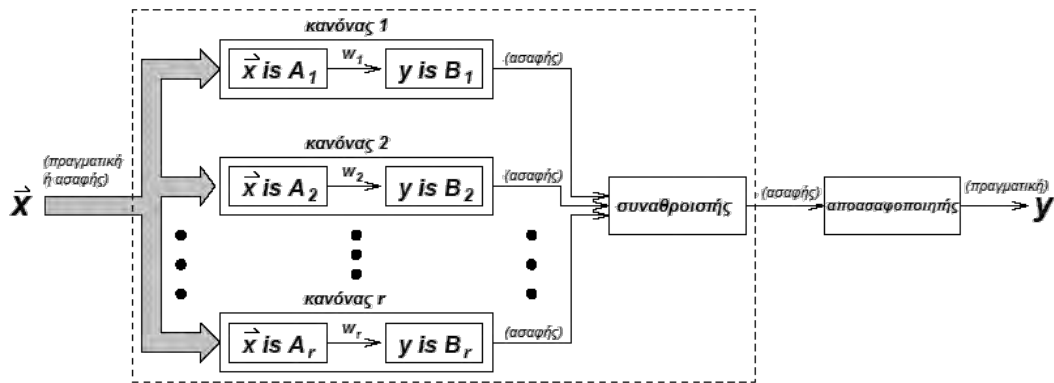 κανόνας 1
x⃗ is A₁
w₁
y is B₁
(ασαφής)
κανόνας 2
(πραγματική
ή ασαφής)
x⃗
x⃗ is A₂
w₂
y is B₂
(ασαφής)
συναθροιστής
(ασαφής)
αποασαφοποιητής
(πραγματική)
y
κανόνας r
x⃗ is Aᵣ
wᵣ
y is Bᵣ
(ασαφής)